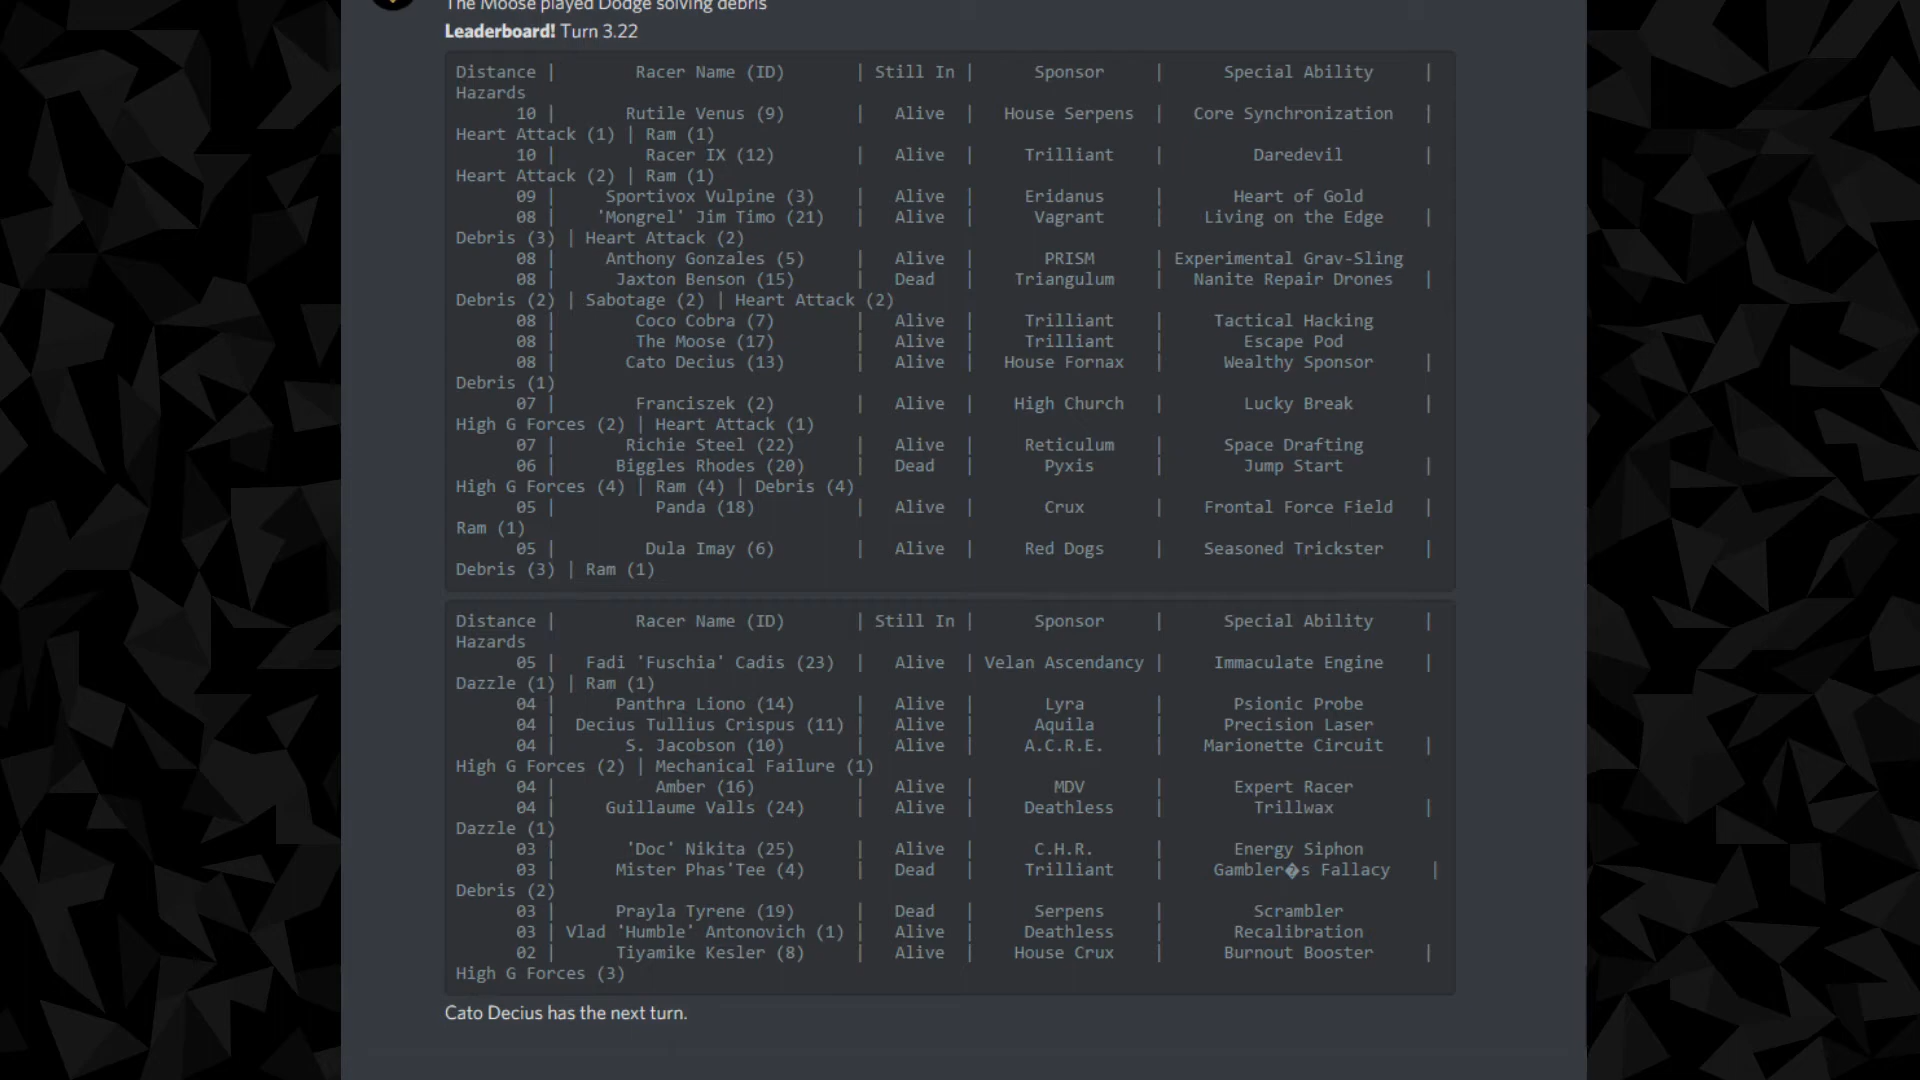 The Moose played Dodge solving debris
Leaderboard! Turn 3.22
Distance | Racer Name (ID) | Still In | Sponsor | Special Ability |
Hazards
10 | Rutile Venus (9) | Alive | House Serpens | Core Synchronization |
Heart Attack (1) | Ram (1)
10 | Racer IX (12) | Alive | Trilliant | Daredevil |
Heart Attack (2) | Ram (1)
09 | Sportivox Vulpine (3) | Alive | Eridanus | Heart of Gold
08 | 'Mongrel' Jim Timo (21) | Alive | Vagrant | Living on the Edge |
Debris (3) | Heart Attack (2)
08 | Anthony Gonzales (5) | Alive | PRISM | Experimental Grav-Sling
08 | Jaxton Benson (15) | Dead | Triangulum | Nanite Repair Drones |
Debris (2) | Sabotage (2) | Heart Attack (2)
08 | Coco Cobra (7) | Alive | Trilliant | Tactical Hacking
08 | The Moose (17) | Alive | Trilliant | Escape Pod
08 | Cato Decius (13) | Alive | House Fornax | Wealthy Sponsor |
Debris (1)
07 | Franciszek (2) | Alive | High Church | Lucky Break |
High G Forces (2) | Heart Attack (1)
07 | Richie Steel (22) | Alive | Reticulum | Space Drafting
06 | Biggles Rhodes (20) | Dead | Pyxis | Jump Start |
High G Forces (4) | Ram (4) | Debris (4)
05 | Panda (18) | Alive | Crux | Frontal Force Field |
Ram (1)
05 | Dula Imay (6) | Alive | Red Dogs | Seasoned Trickster |
Debris (3) | Ram (1)
Distance | Racer Name (ID) | Still In | Sponsor | Special Ability |
Hazards
05 | Fadi 'Fuschia' Cadis (23) | Alive | Velan Ascendancy | Immaculate Engine |
Dazzle (1) | Ram (1)
04 | Panthra Liono (14) | Alive | Lyra | Psionic Probe
04 | Decius Tullius Crispus (11) | Alive | Aquila | Precision Laser
04 | S. Jacobson (10) | Alive | A.C.R.E. | Marionette Circuit |
High G Forces (2) | Mechanical Failure (1)
04 | Amber (16) | Alive | MDV | Expert Racer
04 | Guillaume Valls (24) | Alive | Deathless | Trillwax |
Dazzle (1)
03 | 'Doc' Nikita (25) | Alive | C.H.R. | Energy Siphon
03 | Mister Phas'Tee (4) | Dead | Trilliant | Gambler�s Fallacy |
Debris (2)
03 | Prayla Tyrene (19) | Dead | Serpens | Scrambler
03 | Vlad 'Humble' Antonovich (1) | Alive | Deathless | Recalibration
02 | Tiyamike Kesler (8) | Alive | House Crux | Burnout Booster |
High G Forces (3)
Cato Decius has the next turn.